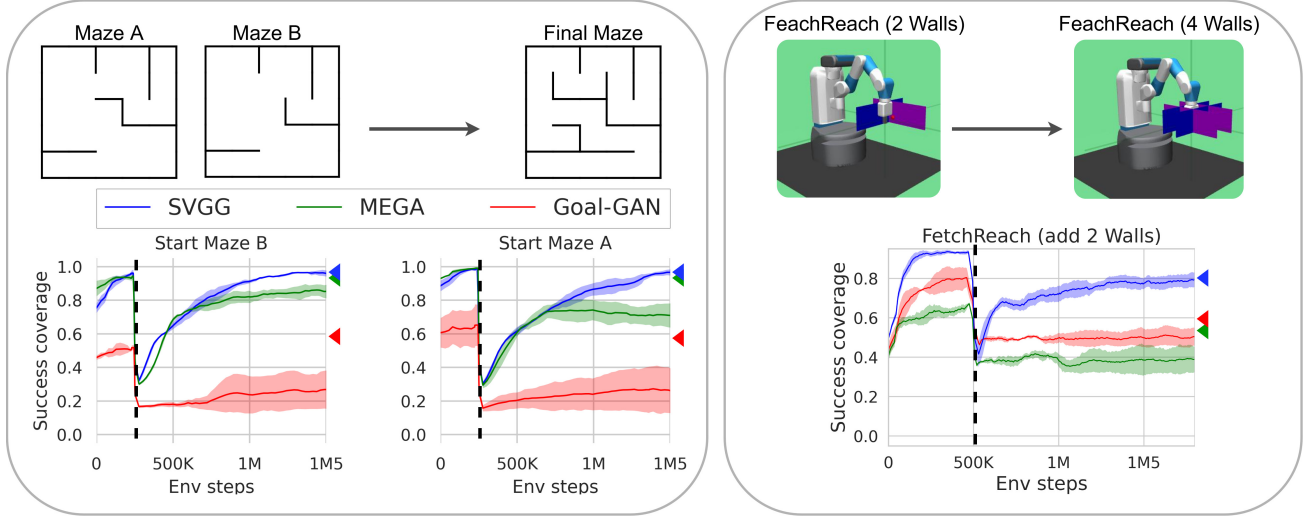 Maze A
Maze B
Final Maze
SVGG
MEGA
Goal-GAN
Start Maze B
Success coverage
1.0
0.8
0.6
0.4
0.2
0.0
0
500K
1M
1M5
Env steps
Start Maze A
1.0
0.8
0.6
0.4
0.2
0.0
0
500K
1M
1M5
Env steps
FeachReach (2 Walls)
FeachReach (4 Walls)
FetchReach (add 2 Walls)
Success coverage
0.8
0.6
0.4
0.2
0.0
0
500K
1M
1M5
Env steps